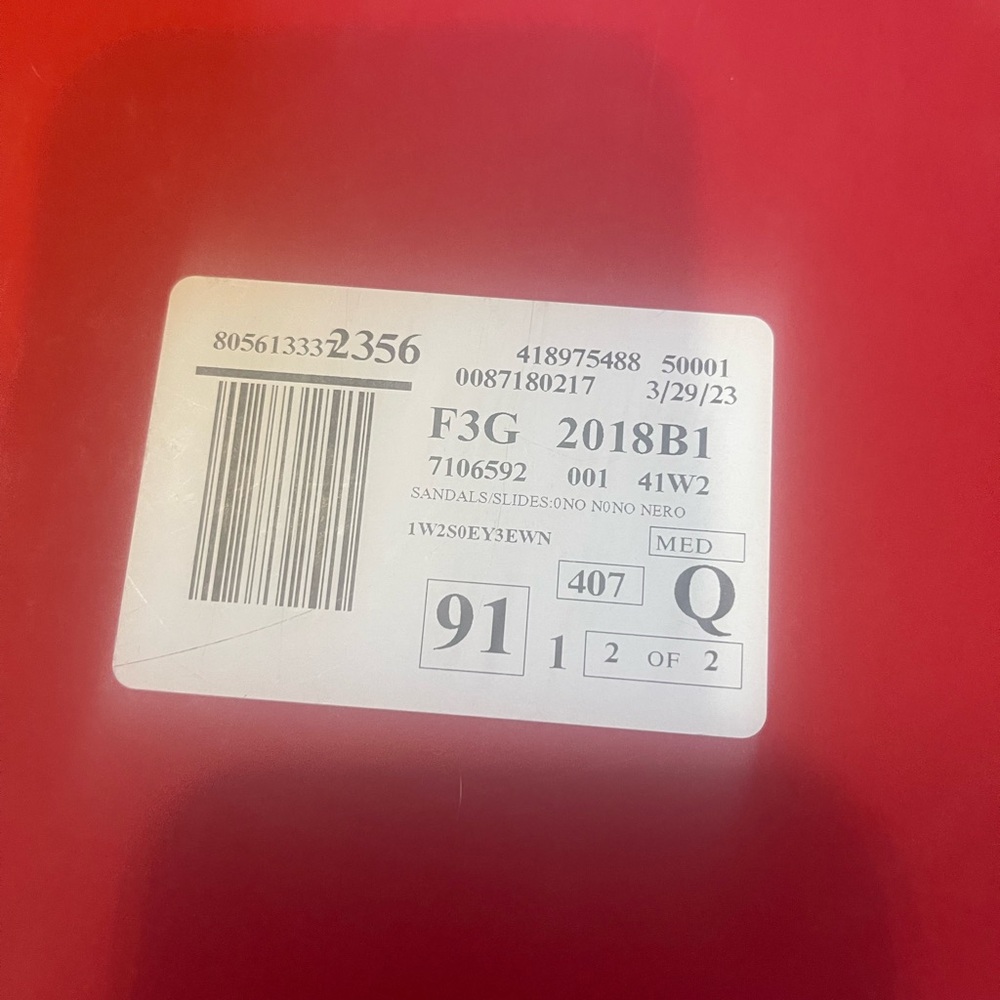 8056133372356
418975488 50001
0087180217 3/29/23
F3G 2018B1
7106592 001 41W2
SANDALS/SLIDES:0NO N0NO NERO
1W2S0EY3EWN
MED
407 Q
91 1 2 OF 2